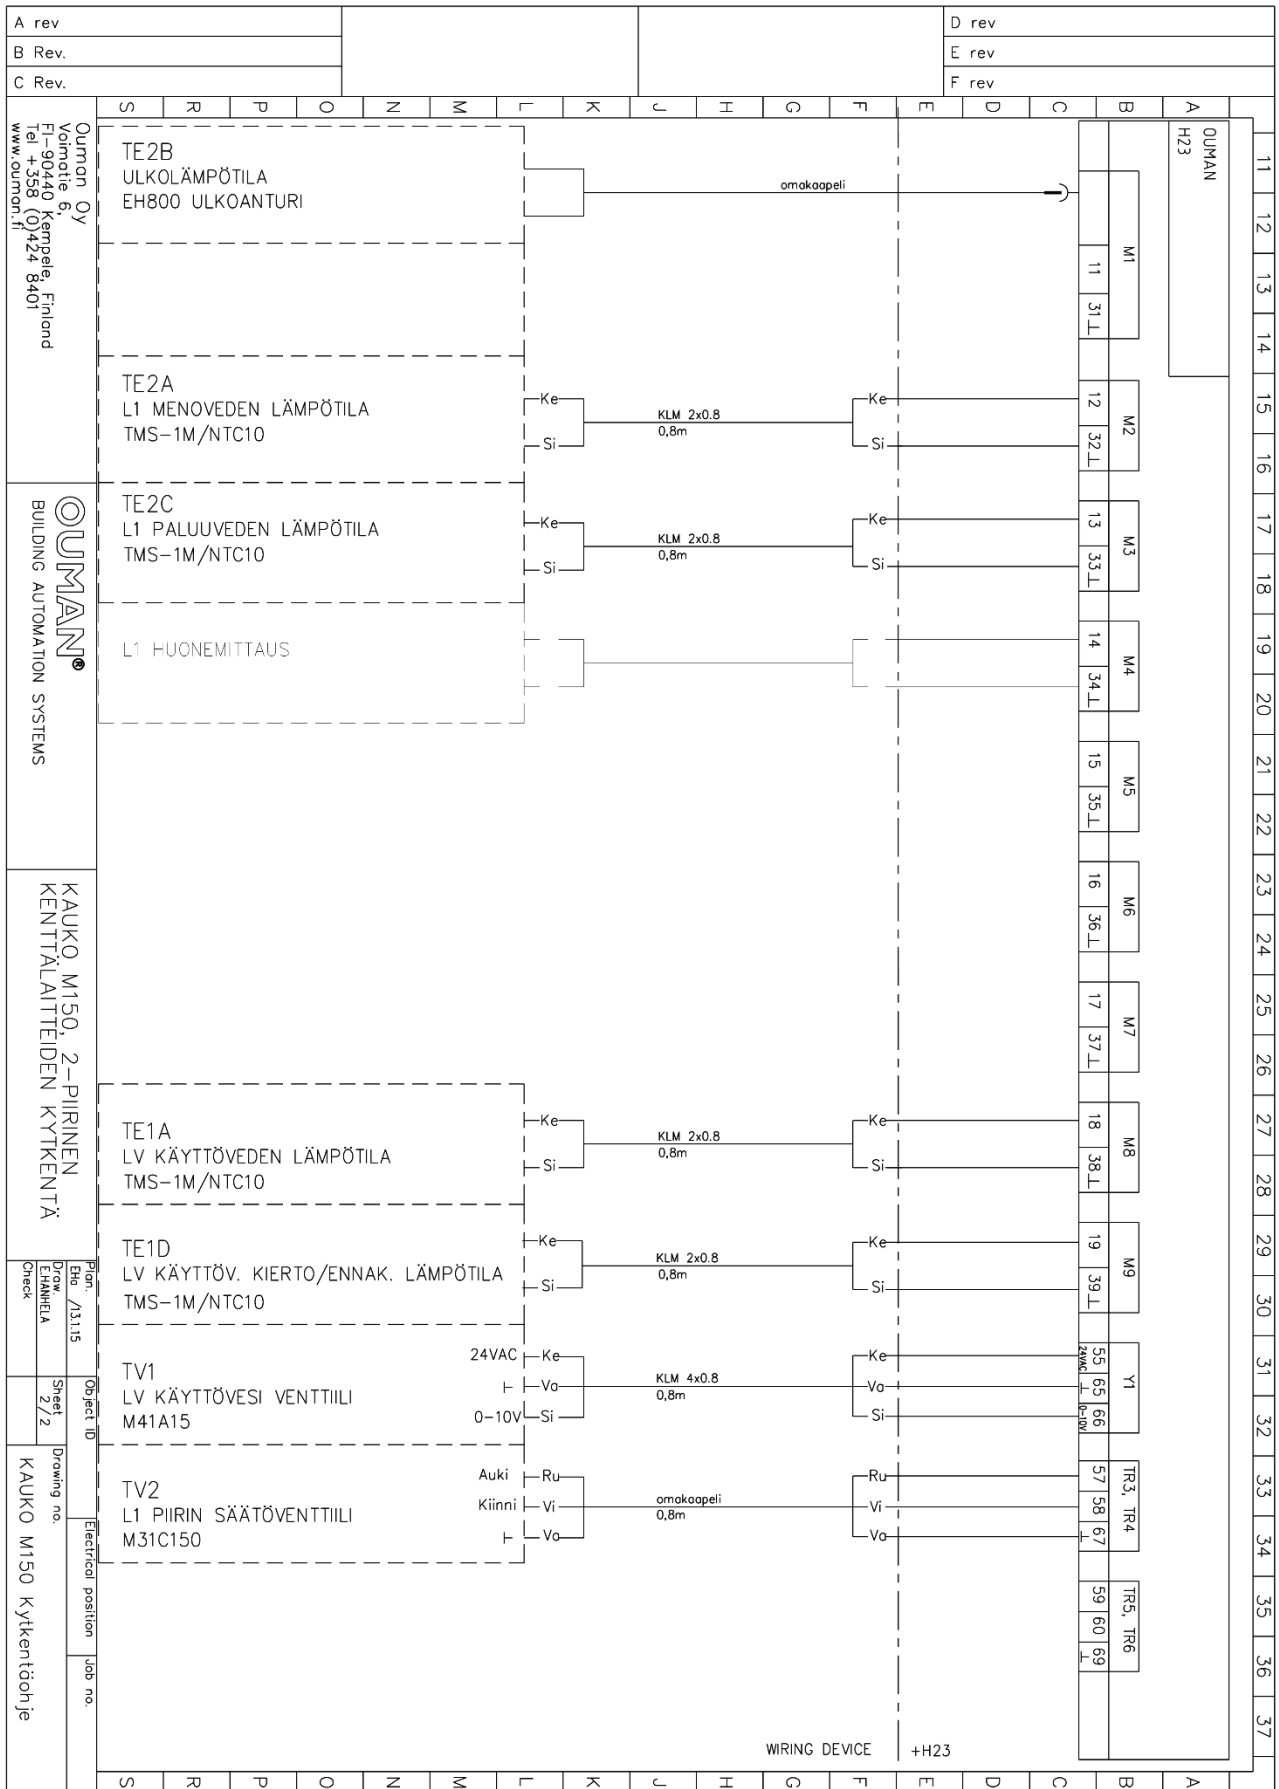 A rev
B Rev.
C Rev.
D rev
E rev
F rev
S R P O N M L K J H G F E D C B A
OUMAN
H23
11
12
13
14
15
16
17
18
19
20
21
22
23
24
25
26
27
28
29
30
31
32
33
34
35
36
37
TE2B
ULKOLÄMPÖTILA
EH800 ULKOANTURI
omakaapeli
M1
11 31
TE2A
L1 MENOVEDEN LÄMPÖTILA
TMS-1M/NTC10
Ke
Si
KLM 2x0.8
0,8m
Ke
Si
12 32
M2
TE2C
L1 PALUUVEDEN LÄMPÖTILA
TMS-1M/NTC10
Ke
Si
KLM 2x0.8
0,8m
Ke
Si
13 33
M3
L1 HUONEMITTAUS
14 34
M4
15 35
M5
16 36
M6
17 37
M7
TE1A
LV KÄYTTÖVEDEN LÄMPÖTILA
TMS-1M/NTC10
Ke
Si
KLM 2x0.8
0,8m
Ke
Si
18 38
M8
TE1D
LV KÄYTTÖV. KIERTO/ENNAK. LÄMPÖTILA
TMS-1M/NTC10
Ke
Si
KLM 2x0.8
0,8m
Ke
Si
19 39
M9
TV1
LV KÄYTTÖVESI VENTTIILI
M41A15
24VAC Ke
Va
0-10V Si
KLM 4x0.8
0,8m
Ke
Va
Si
55 65 66
24VAC 0-10V
Y1
TV2
L1 PIIRIN SÄÄTÖVENTTIILI
M31C150
Auki Ru
Kiinni Vi
Va
omakaapeli
0,8m
Ru
Vi
Va
57 58 67
TR3, TR4
59 60 69
TR5, TR6
WIRING DEVICE +H23
S R P O N M L K J H G F E D C B A
Ouman Oy
Voimatie 6,
FI-90440 Kempele, Finland
Tel +358 (0)424 8401
www.ouman.fi
OUMAN®
BUILDING AUTOMATION SYSTEMS
KAUKO M150, 2-PIIRINEN
KENTTÄLAITTEIDEN KYTKENTÄ
Plan.
EHa /13.1.15
Draw.
E.HANHELA
Check
Object ID
Sheet
2/2
Electrical position
Job no.
Drawing no.
KAUKO M150 Kytkentäohje